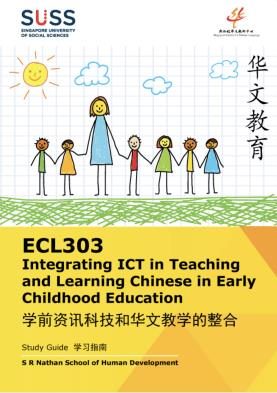 SUSS
SINGAPORE UNIVERSITY
OF SOCIAL SCIENCES
华文教育
ECL303
Integrating ICT in Teaching
and Learning Chinese in Early
Childhood Education
学前资讯科技和华文教学的整合
Study Guide 学习指南
S R Nathan School of Human Development